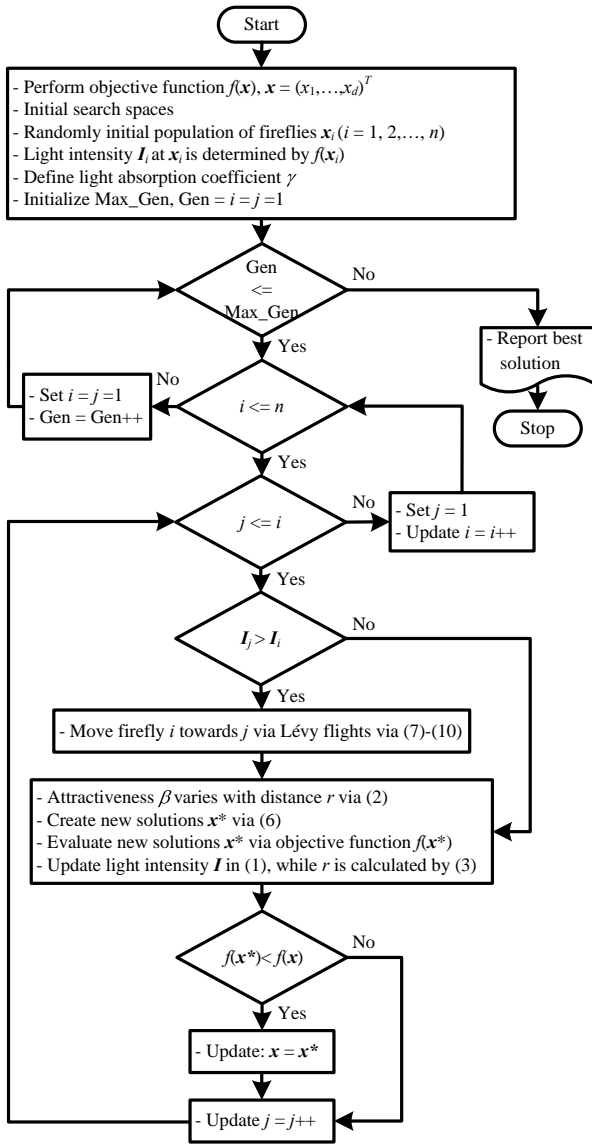 Start
- Perform objective function f(x), x = (x1,…,xd)^T
- Initial search spaces
- Randomly initial population of fireflies xi (i = 1, 2,…, n)
- Light intensity Ii at xi is determined by f(xi)
- Define light absorption coefficient γ
- Initialize Max_Gen, Gen = i = j =1
Gen
<=
Max_Gen
No
Yes
- Report best
solution
Stop
i <= n
No
- Set i = j =1
- Gen = Gen++
Yes
j <= i
No
- Set j = 1
- Update i = i++
Yes
Ij > Ii
No
Yes
- Move firefly i towards j via Lévy flights via (7)-(10)
- Attractiveness β varies with distance r via (2)
- Create new solutions x* via (6)
- Evaluate new solutions x* via objective function f(x*)
- Update light intensity I in (1), while r is calculated by (3)
f(x*)< f(x)
No
Yes
- Update: x = x*
- Update j = j++